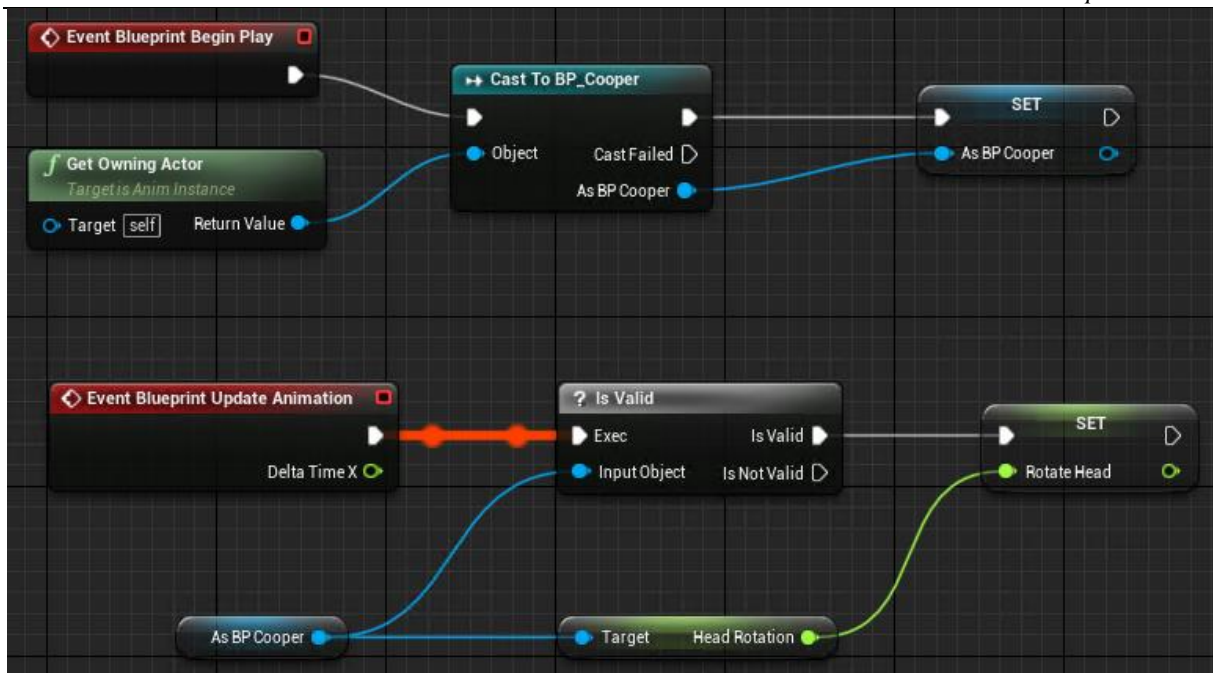 Event Blueprint Begin Play
Cast To BP_Cooper
SET
Object
Cast Failed
As BP Cooper
As BP Cooper
Get Owning Actor
Target is Anim Instance
Target self Return Value
Event Blueprint Update Animation
Delta Time X
? Is Valid
Exec Is Valid
Input Object Is Not Valid
SET
Rotate Head
As BP Cooper
Target Head Rotation